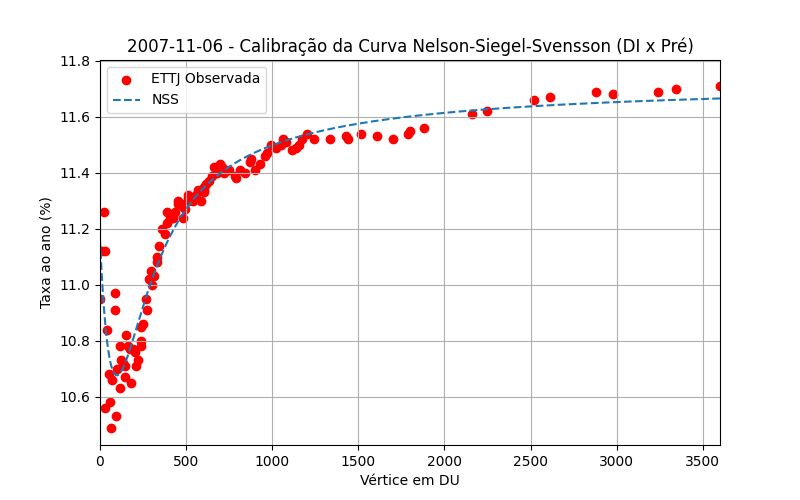 2007-11-06 - Calibração da Curva Nelson-Siegel-Svensson (DI x Pré)
ETTJ Observada
NSS
Taxa ao ano (%)
11.8
11.6
11.4
11.2
11.0
10.8
10.6
0 500 1000 1500 2000 2500 3000 3500
Vértice em DU